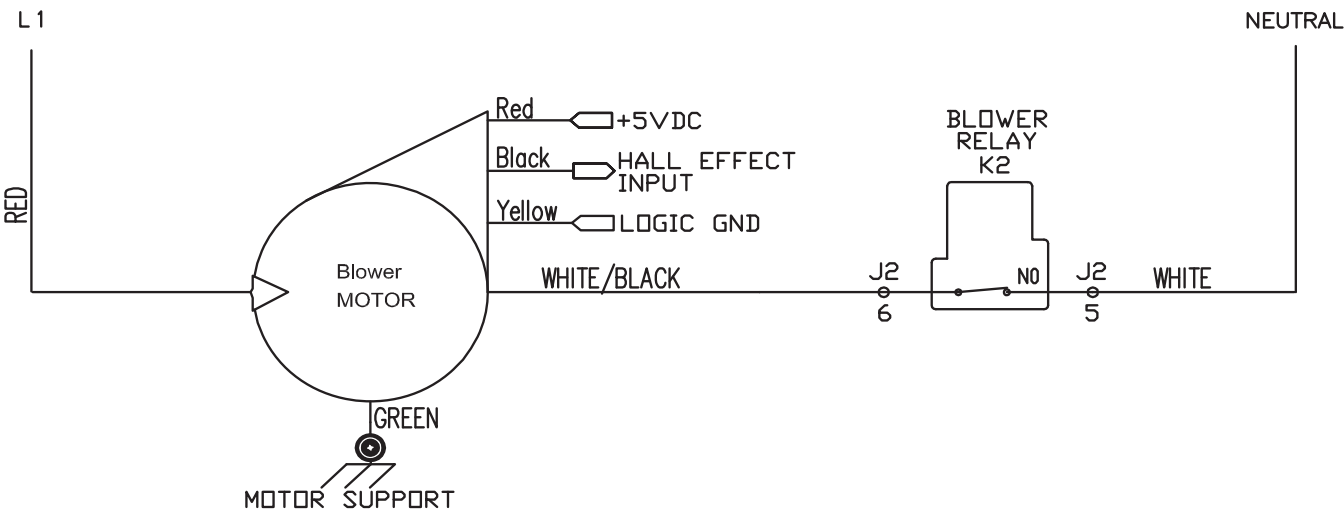 L1
NEUTRAL
RED
Red
+5VDC
Black
HALL EFFECT
INPUT
Yellow
LOGIC GND
BLOWER
RELAY
K2
Blower
MOTOR
WHITE/BLACK
J2
6
NO
J2
5
WHITE
GREEN
MOTOR SUPPORT